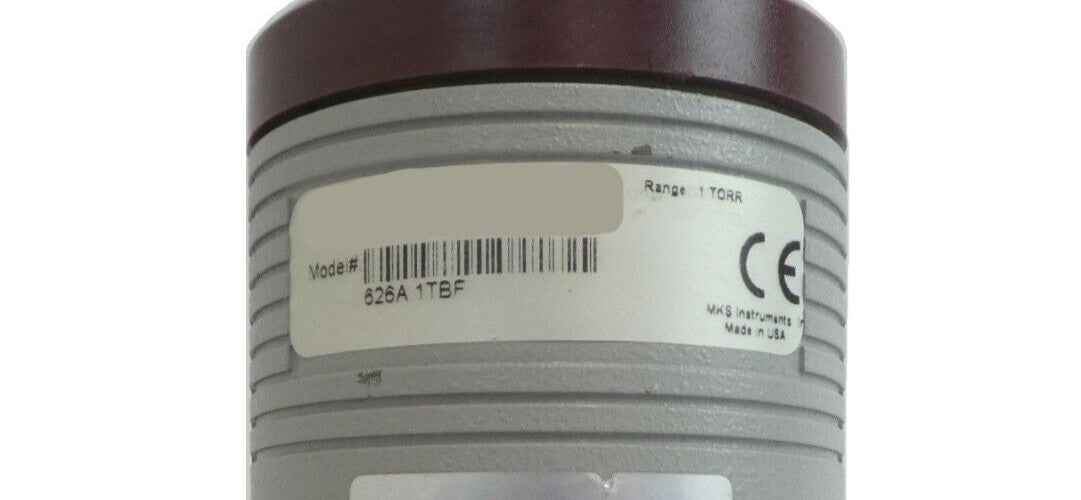 Range 1 TORR
Model#
626A 1TBF
CE
MKS Instruments
Made in USA